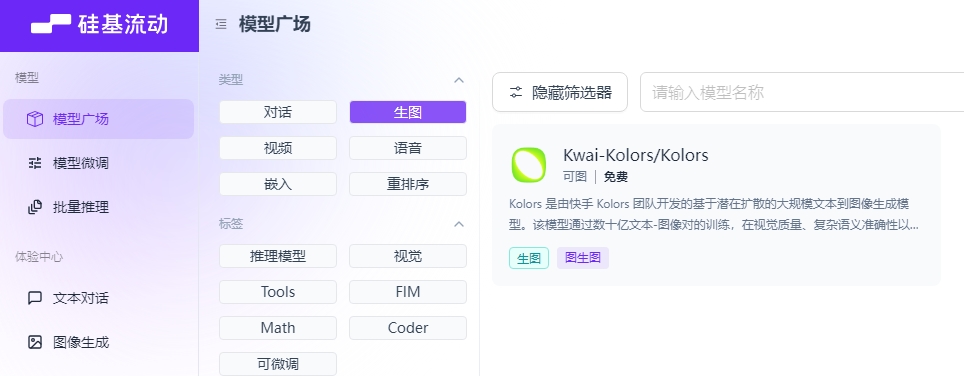 硅基流动
模型广场
模型
模型广场
模型微调
批量推理
体验中心
文本对话
图像生成
类型
对话
生图
视频
语音
嵌入
重排序
标签
推理模型
视觉
Tools
FIM
Math
Coder
可微调
隐藏筛选器
请输入模型名称
Kwai-Kolors/Kolors
可图 | 免费
Kolors 是由快手 Kolors 团队开发的基于潜在扩散的大规模文本到图像生成模
型。该模型通过数十亿文本-图像对的训练，在视觉质量、复杂语义准确性以...
生图
图生图